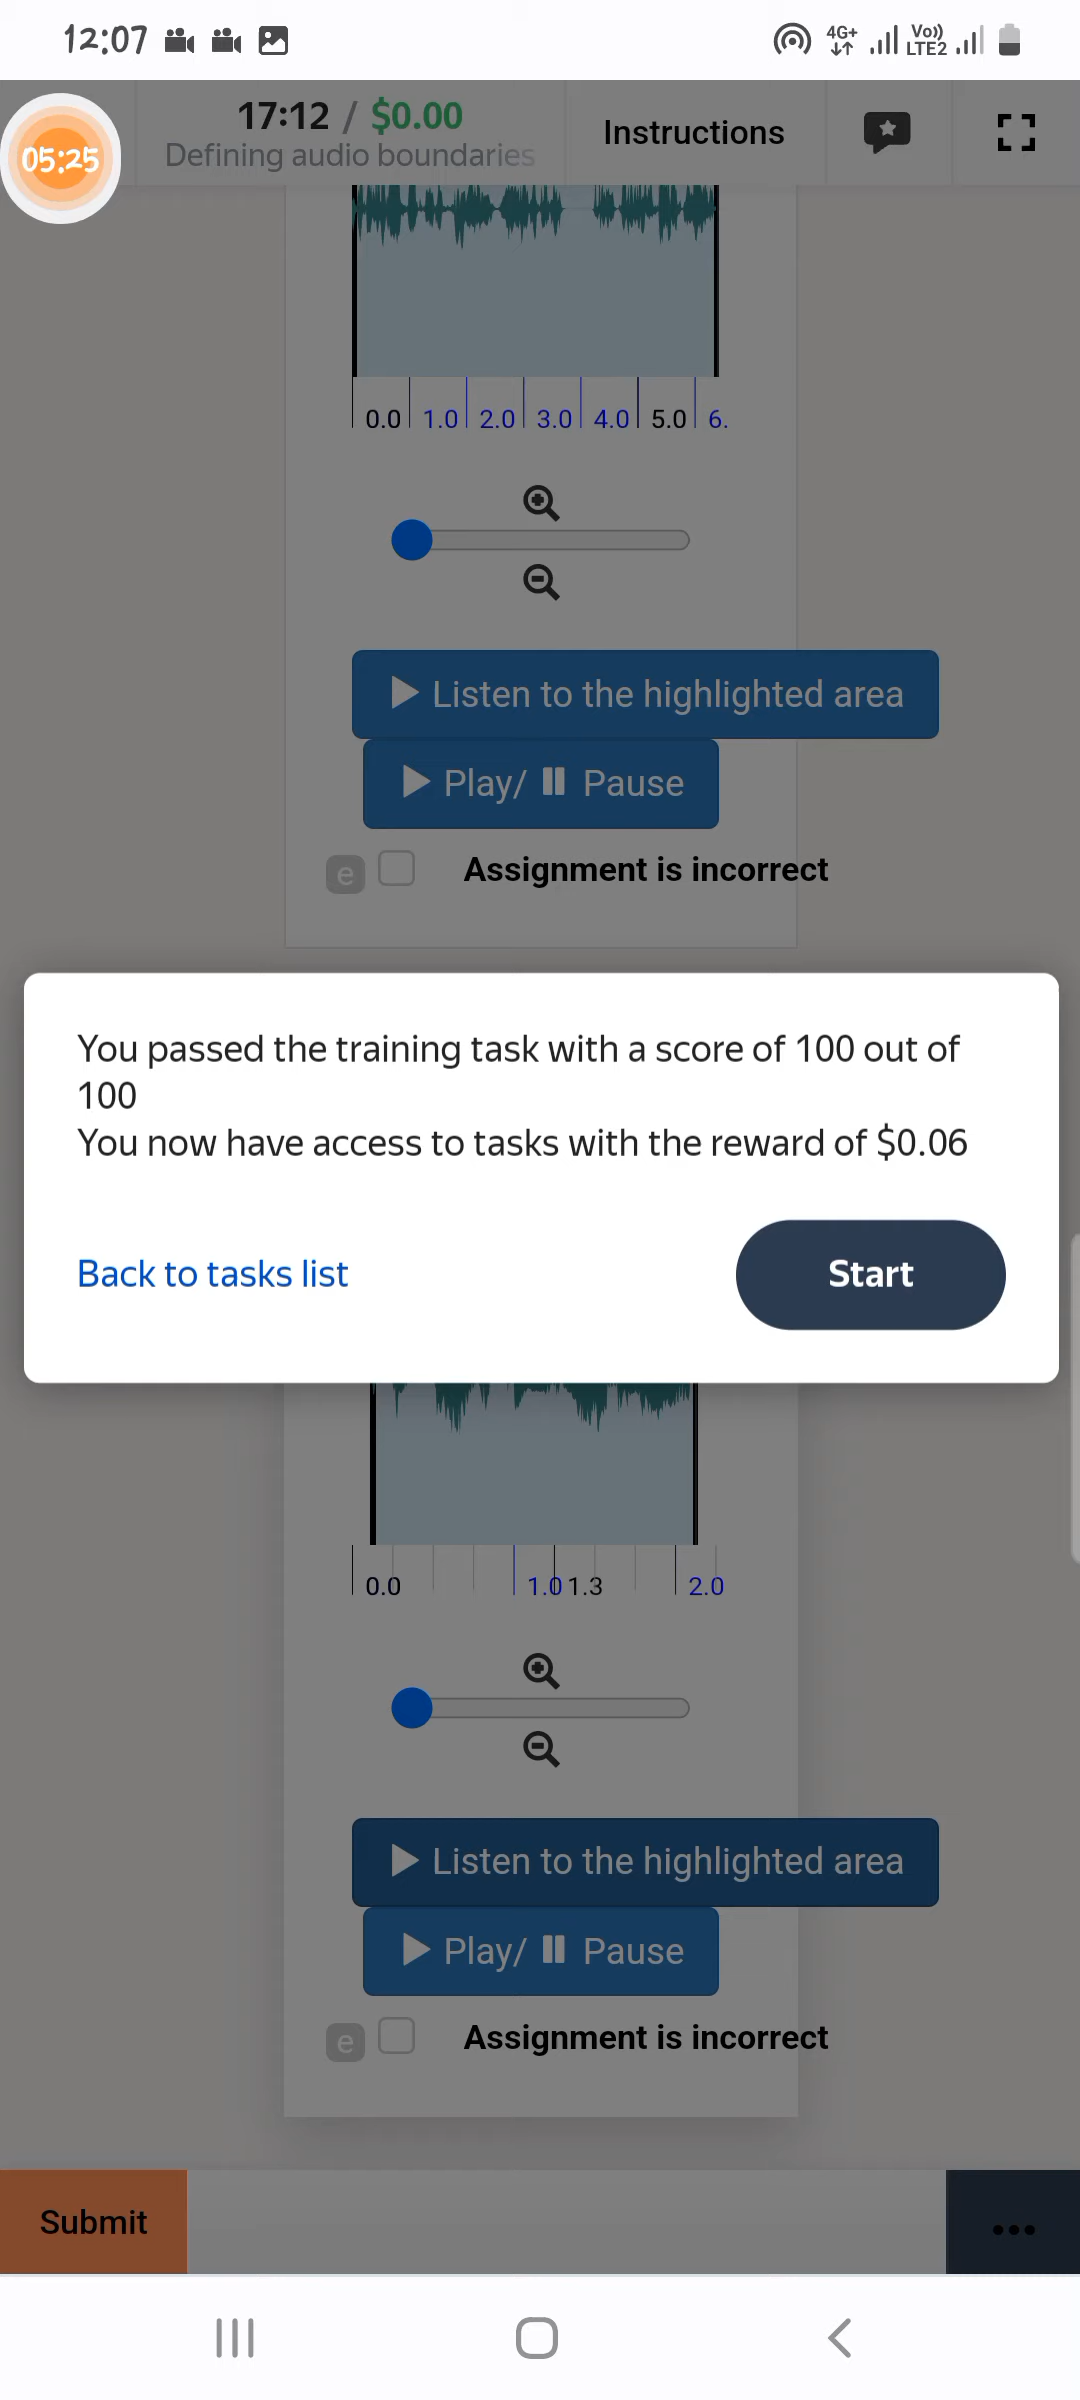 12:07
4G+
Vo))
LTE2
05:25
17:12 / $0.00
Defining audio boundaries
Instructions
0.0 1.0 2.0 3.0 4.0 5.0 6.
Listen to the highlighted area
Play/ Pause
e Assignment is incorrect
You passed the training task with a score of 100 out of
100
You now have access to tasks with the reward of $0.06
Back to tasks list
Start
0.0 1.0 1.3 2.0
Listen to the highlighted area
Play/ Pause
e Assignment is incorrect
Submit